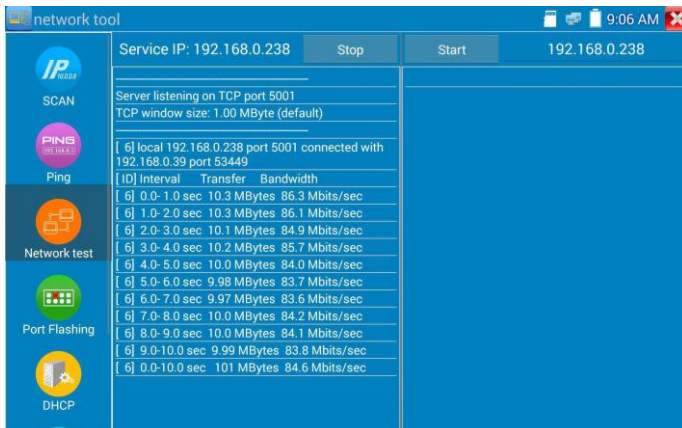 network tool
9:06 AM
Service IP: 192.168.0.238
Stop
Start
192.168.0.238
IP
SCAN
PING
Ping
Network test
Port Flashing
DHCP
Server listening on TCP port 5001
TCP window size: 1.00 MByte (default)
[ 6] local 192.168.0.238 port 5001 connected with
192.168.0.39 port 53449
[ID] Interval Transfer Bandwidth
[ 6] 0.0- 1.0 sec 10.3 MBytes 86.3 Mbits/sec
[ 6] 1.0- 2.0 sec 10.3 MBytes 86.1 Mbits/sec
[ 6] 2.0- 3.0 sec 10.1 MBytes 84.9 Mbits/sec
[ 6] 3.0- 4.0 sec 10.2 MBytes 85.7 Mbits/sec
[ 6] 4.0- 5.0 sec 10.0 MBytes 84.0 Mbits/sec
[ 6] 5.0- 6.0 sec 9.98 MBytes 83.7 Mbits/sec
[ 6] 6.0- 7.0 sec 9.97 MBytes 83.6 Mbits/sec
[ 6] 7.0- 8.0 sec 10.0 MBytes 84.2 Mbits/sec
[ 6] 8.0- 9.0 sec 10.0 MBytes 84.1 Mbits/sec
[ 6] 9.0-10.0 sec 9.99 MBytes 83.8 Mbits/sec
[ 6] 0.0-10.0 sec 101 MBytes 84.6 Mbits/sec